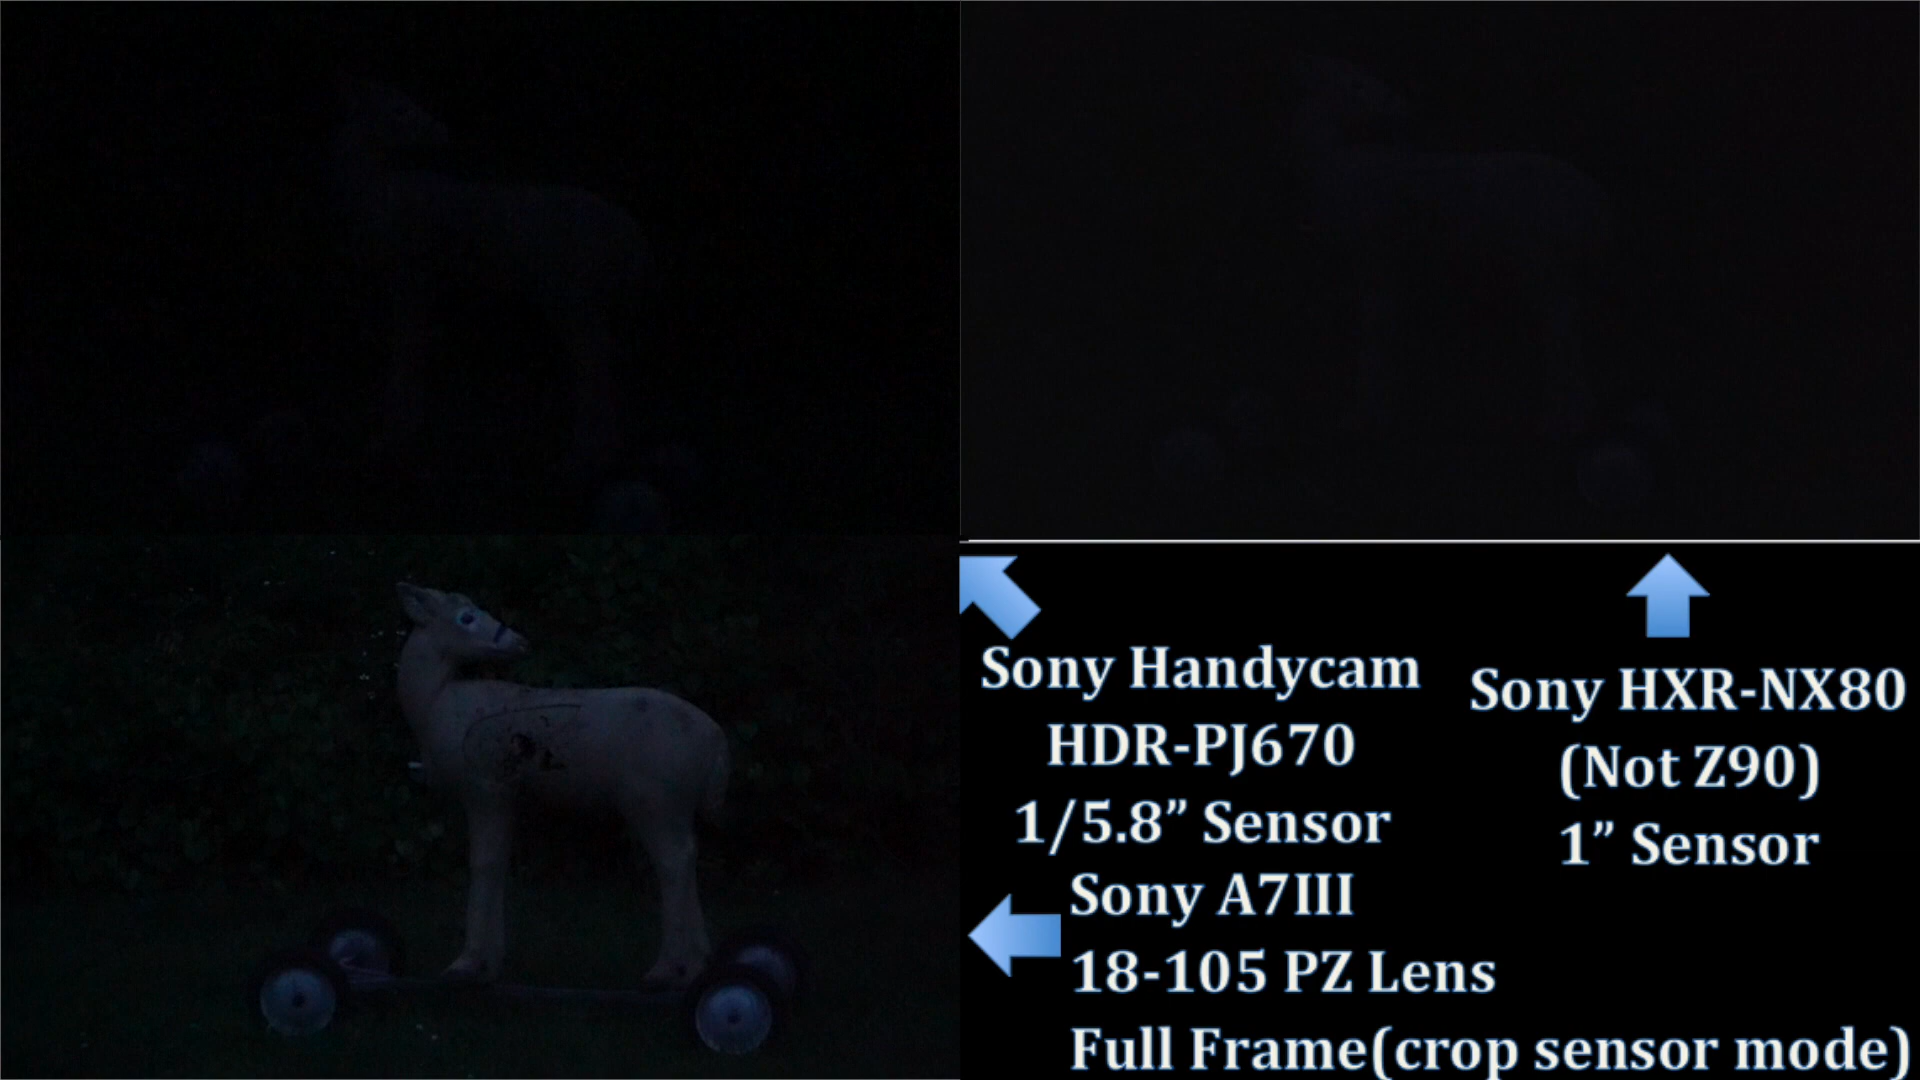 Sony Handycam
HDR-PJ670
1/5.8” Sensor
Sony HXR-NX80
(Not Z90)
1” Sensor
Sony A7III
18-105 PZ Lens
Full Frame(crop sensor mode)